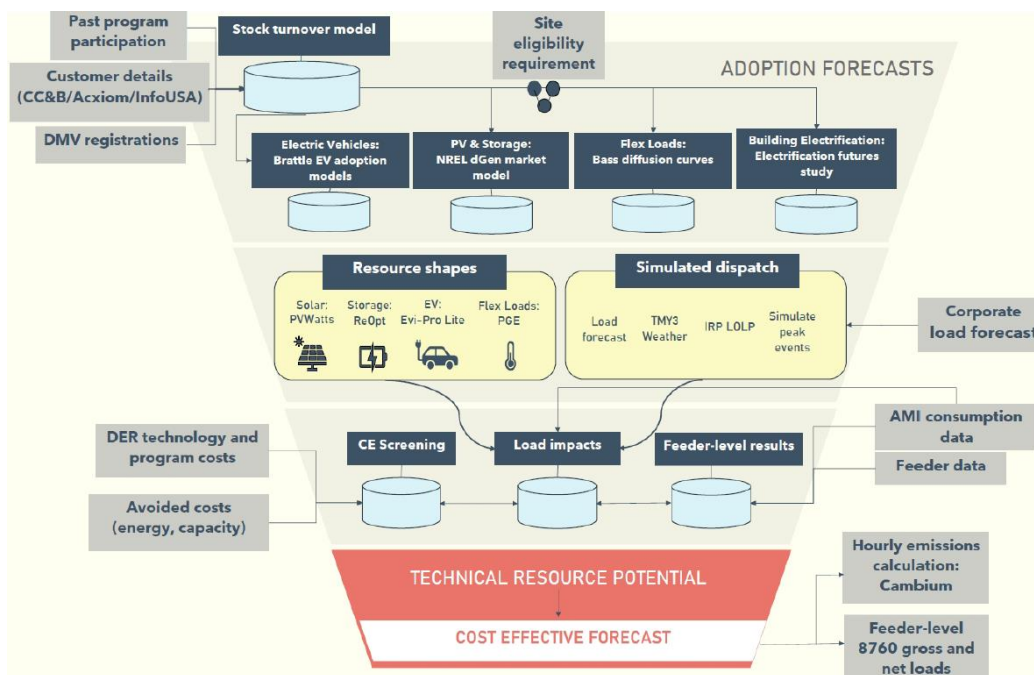 Past program
participation
Stock turnover model
Site
eligibility
requirement
ADOPTION FORECASTS
Customer details
(CC&B/Acxiom/InfoUSA)
DMV registrations
Electric Vehicles:
Brattle EV adoption
models
PV & Storage:
NREL dGen market
model
Flex Loads:
Bass diffusion curves
Building Electrification:
Electrification futures
study
Resource shapes
Simulated dispatch
Solar:
PVWatts
Storage:
ReOpt
EV:
Evi-Pro Lite
Flex Loads:
PGE
Load
forecast
TMY3
Weather
IRP LOLP
Simulate
peak
events
Corporate
load forecast
DER technology and
program costs
CE Screening
Load impacts
Feeder-level results
AMI consumption
data
Feeder data
Avoided costs
(energy, capacity)
TECHNICAL RESOURCE POTENTIAL
COST EFFECTIVE FORECAST
Hourly emissions
calculation:
Cambium
Feeder-level
8760 gross and
net loads